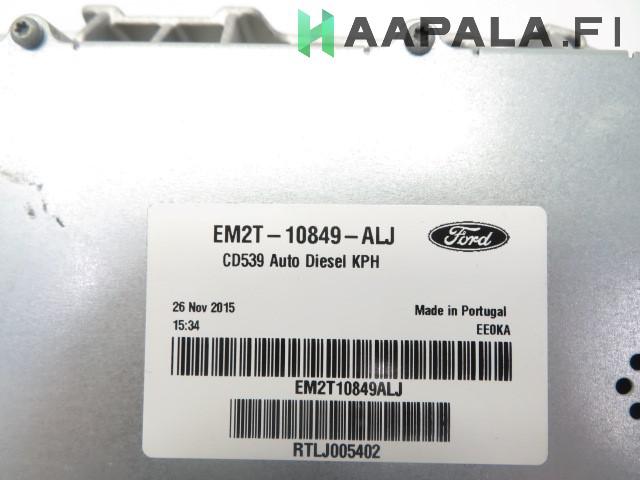 HAAPALA.FI
EM2T-10849-ALJ
Ford
CD539 Auto Diesel KPH
26 Nov 2015
Made in Portugal
15:34
EE0KA
EM2T10849ALJ
RTLJ005402